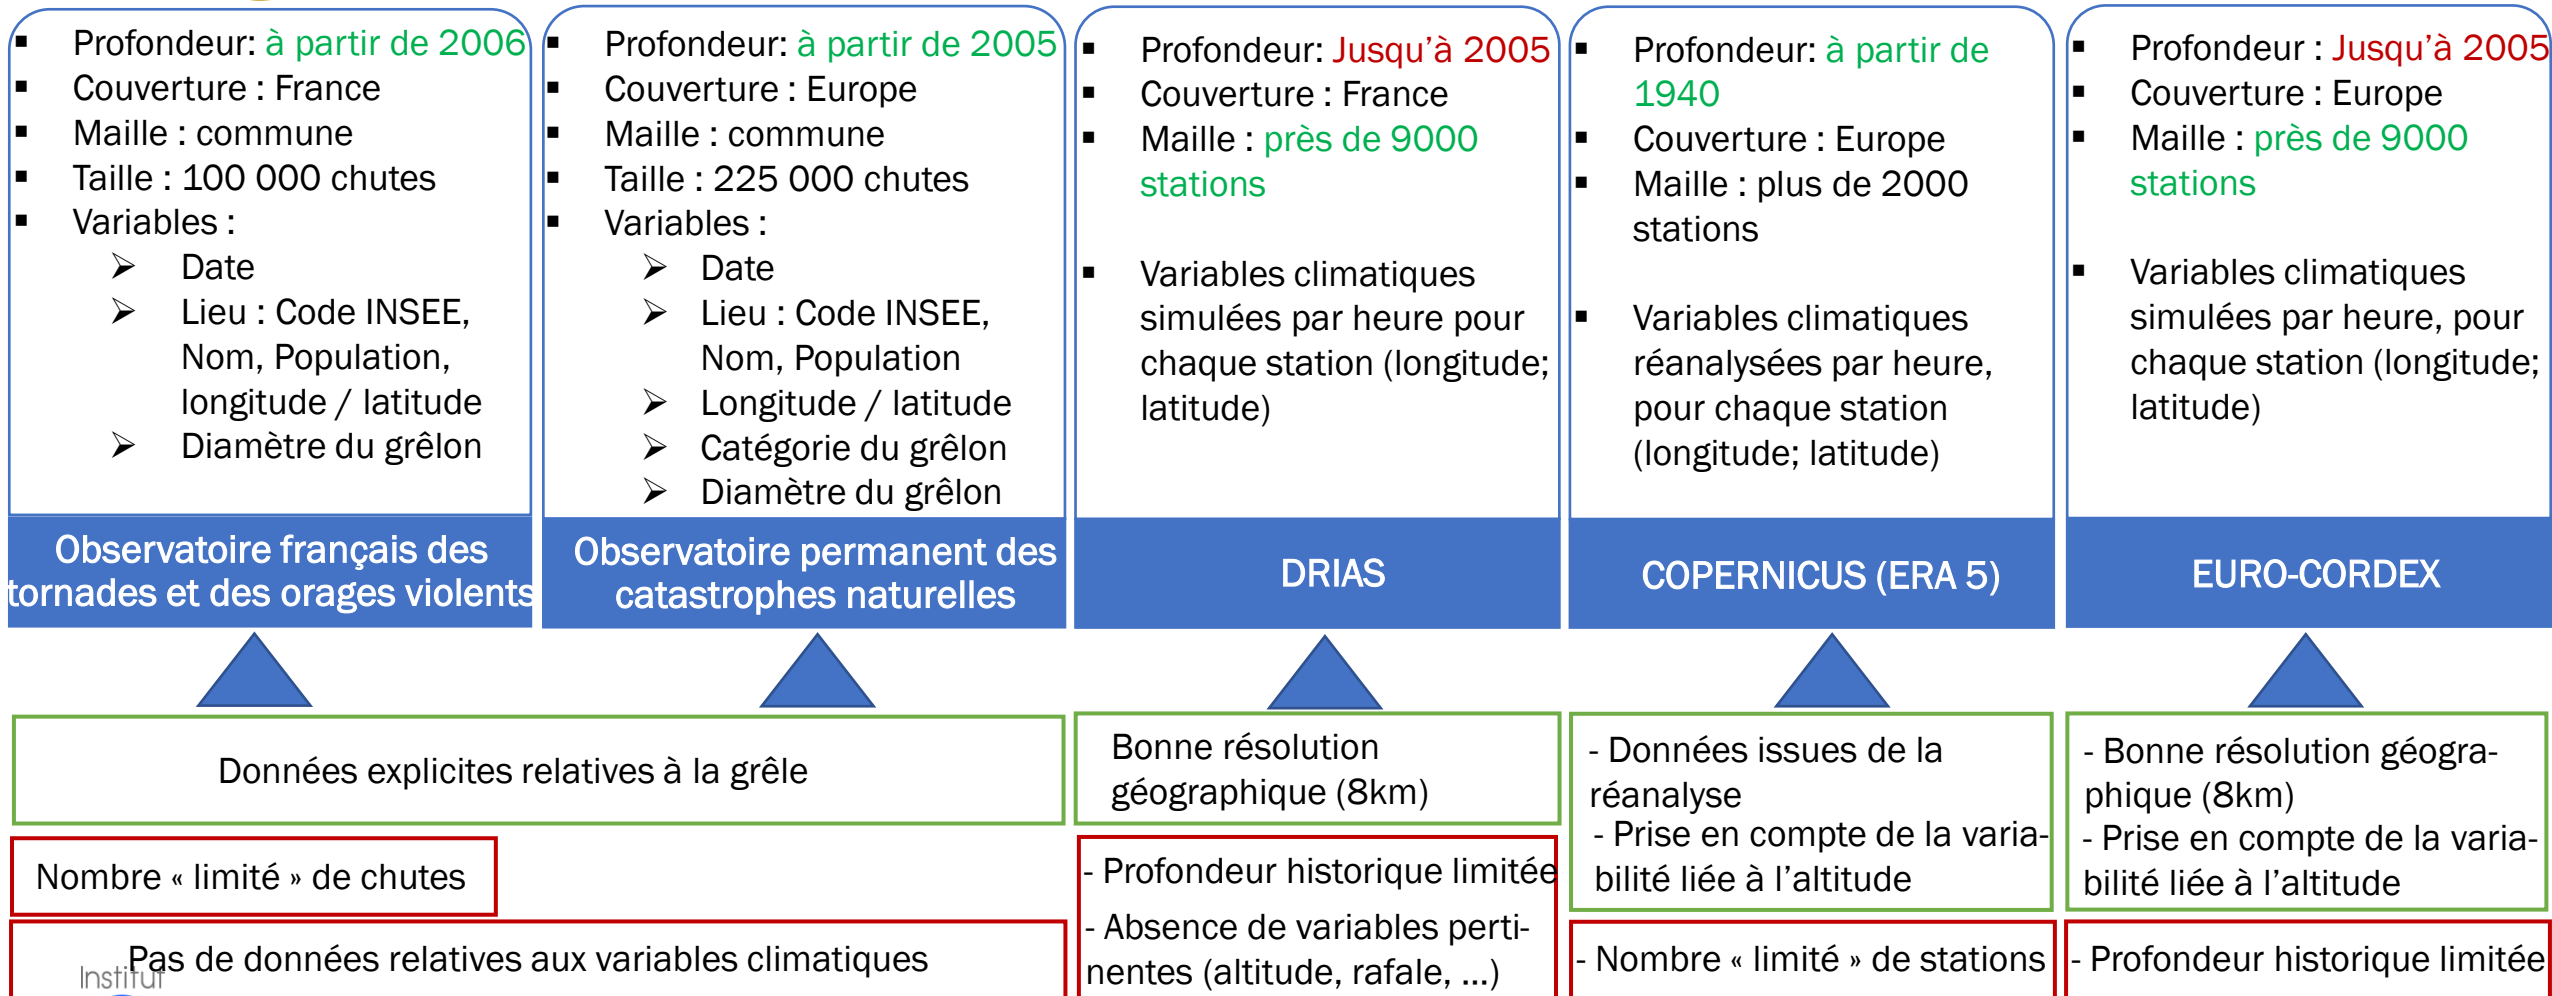 ▪ Profondeur: à partir de 2006
▪ Couverture : France
▪ Maille : commune
▪ Taille : 100 000 chutes
▪ Variables :
➢ Date
➢ Lieu : Code INSEE,
Nom, Population,
longitude / latitude
➢ Diamètre du grêlon
Observatoire français des
tornades et des orages violents
▪ Profondeur: à partir de 2005
▪ Couverture : Europe
▪ Maille : commune
▪ Taille : 225 000 chutes
▪ Variables :
➢ Date
➢ Lieu : Code INSEE,
Nom, Population
➢ Longitude / latitude
➢ Catégorie du grêlon
➢ Diamètre du grêlon
Observatoire permanent des
catastrophes naturelles
▪ Profondeur: Jusqu'à 2005
▪ Couverture : France
▪ Maille : près de 9000
stations
▪ Variables climatiques
simulées par heure pour
chaque station (longitude;
latitude)
DRIAS
▪ Profondeur: à partir de
1940
▪ Couverture : Europe
▪ Maille : plus de 2000
stations
▪ Variables climatiques
réanalysées par heure,
pour chaque station
(longitude; latitude)
COPERNICUS (ERA 5)
▪ Profondeur : Jusqu'à 2005
▪ Couverture : Europe
▪ Maille : près de 9000
stations
▪ Variables climatiques
simulées par heure, pour
chaque station (longitude;
latitude)
EURO-CORDEX
Données explicites relatives à la grêle
Nombre « limité » de chutes
Pas de données relatives aux variables climatiques
Institut
Bonne résolution
géographique (8km)
- Profondeur historique limitée
- Absence de variables perti-
nentes (altitude, rafale, ...)
- Données issues de la
réanalyse
- Prise en compte de la varia-
bilité liée à l'altitude
- Nombre « limité » de stations
- Bonne résolution géogra-
phique (8km)
- Prise en compte de la varia-
bilité liée à l'altitude
- Profondeur historique limitée